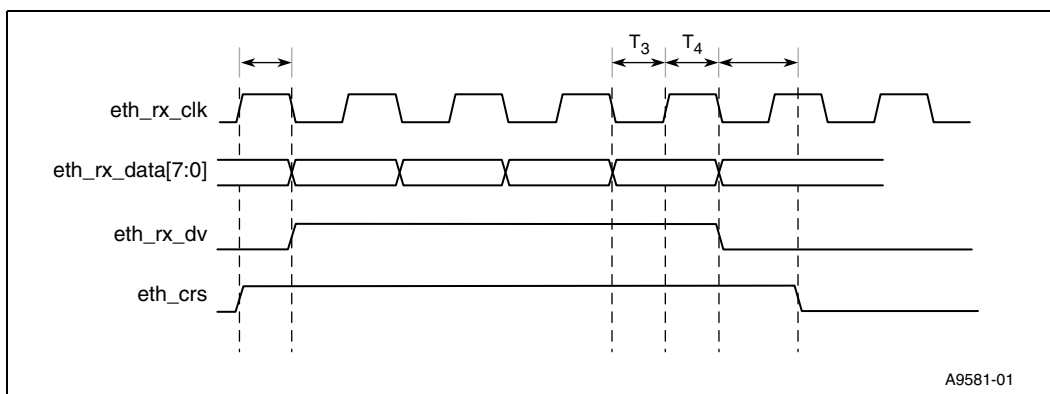 T3 T4
eth_rx_clk
eth_rx_data[7:0]
eth_rx_dv
eth_crs
A9581-01